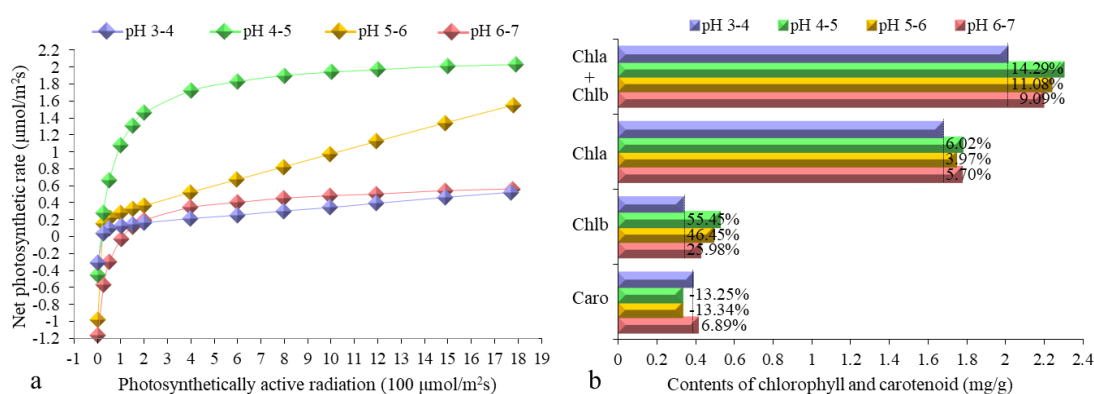 pH 3-4 pH 4-5 pH 5-6 pH 6-7
Net photosynthetic rate (μmol/m²s)
2.2
2
1.8
1.6
1.4
1.2
1
0.8
0.6
0.4
0.2
0
-0.2
-0.4
-0.6
-0.8
-1
-1.2
-1 0 1 2 3 4 5 6 7 8 9 10 11 12 13 14 15 16 17 18 19
a Photosynthetically active radiation (100 μmol/m²s)
pH 3-4 pH 4-5 pH 5-6 pH 6-7
Chla
+
Chlb
14.29%
11.08%
9.09%
Chla
6.02%
3.97%
5.70%
Chlb
55.45%
46.45%
25.98%
Caro
-13.25%
-13.34%
6.89%
0 0.2 0.4 0.6 0.8 1 1.2 1.4 1.6 1.8 2 2.2 2.4
b Contents of chlorophyll and carotenoid (mg/g)